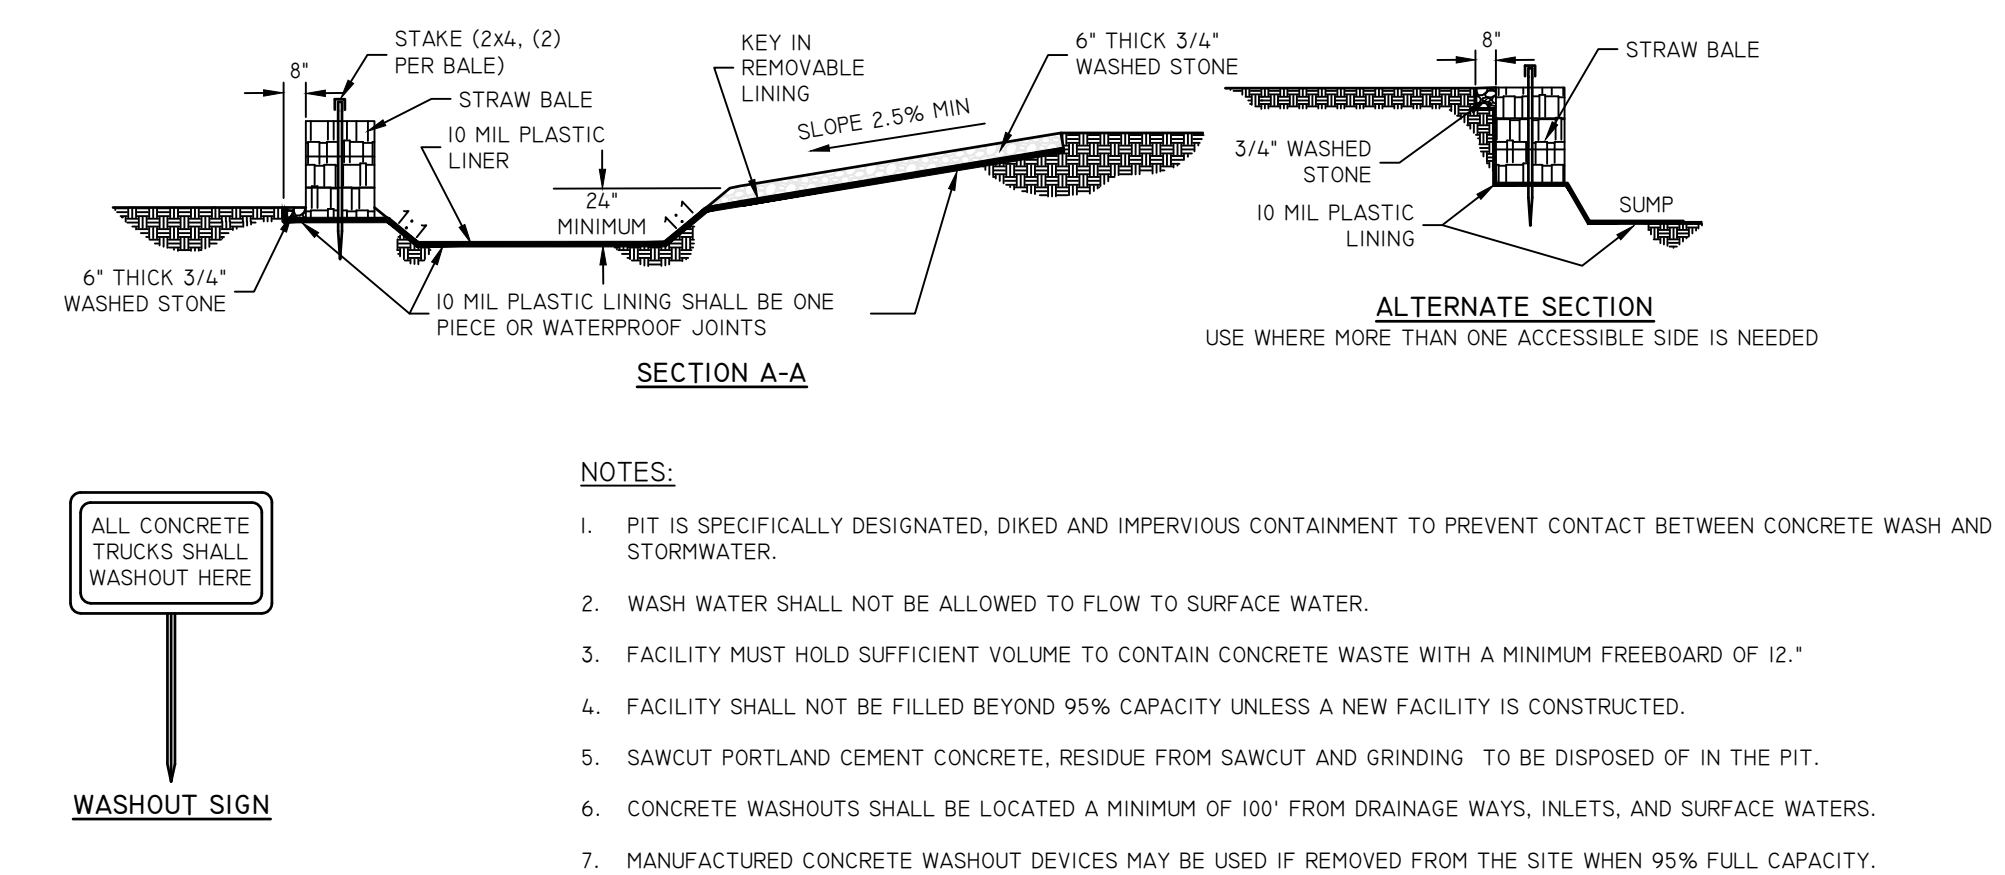 STAKE (2x4, (2)
PER BALE)
8"
STRAW BALE
10 MIL PLASTIC
LINER
KEY IN
REMOVABLE
LINING
6" THICK 3/4"
WASHED STONE
SLOPE 2.5% MIN
24"
MINIMUM
1:1
1:1
6" THICK 3/4"
WASHED STONE
10 MIL PLASTIC LINING SHALL BE ONE
PIECE OR WATERPROOF JOINTS
SECTION A-A
8"
STRAW BALE
3/4" WASHED
STONE
10 MIL PLASTIC
LINING
SUMP
ALTERNATE SECTION
USE WHERE MORE THAN ONE ACCESSIBLE SIDE IS NEEDED
ALL CONCRETE
TRUCKS SHALL
WASHOUT HERE
WASHOUT SIGN
NOTES:
1. PIT IS SPECIFICALLY DESIGNATED, DIKED AND IMPERVIOUS CONTAINMENT TO PREVENT CONTACT BETWEEN CONCRETE WASH AND
STORMWATER.
2. WASH WATER SHALL NOT BE ALLOWED TO FLOW TO SURFACE WATER.
3. FACILITY MUST HOLD SUFFICIENT VOLUME TO CONTAIN CONCRETE WASTE WITH A MINIMUM FREEBOARD OF 12."
4. FACILITY SHALL NOT BE FILLED BEYOND 95% CAPACITY UNLESS A NEW FACILITY IS CONSTRUCTED.
5. SAWCUT PORTLAND CEMENT CONCRETE, RESIDUE FROM SAWCUT AND GRINDING TO BE DISPOSED OF IN THE PIT.
6. CONCRETE WASHOUTS SHALL BE LOCATED A MINIMUM OF 100' FROM DRAINAGE WAYS, INLETS, AND SURFACE WATERS.
7. MANUFACTURED CONCRETE WASHOUT DEVICES MAY BE USED IF REMOVED FROM THE SITE WHEN 95% FULL CAPACITY.